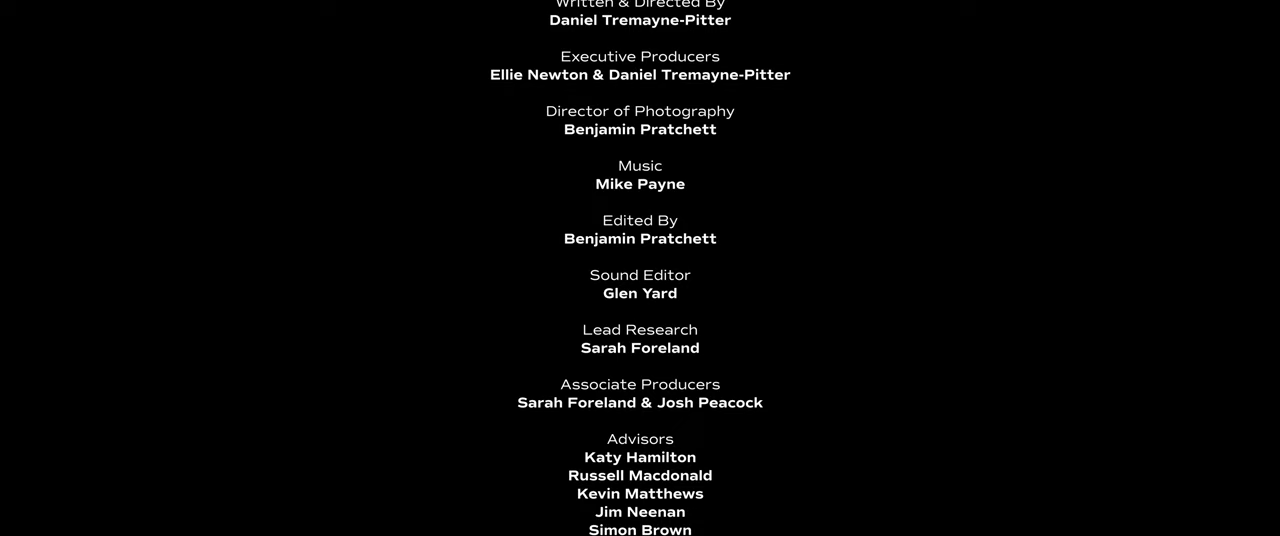 Written & Directed By
Daniel Tremayne-Pitter
Executive Producers
Ellie Newton & Daniel Tremayne-Pitter
Director of Photography
Benjamin Pratchett
Music
Mike Payne
Edited By
Benjamin Pratchett
Sound Editor
Glen Yard
Lead Research
Sarah Foreland
Associate Producers
Sarah Foreland & Josh Peacock
Advisors
Katy Hamilton
Russell Macdonald
Kevin Matthews
Jim Neenan
Simon Brown